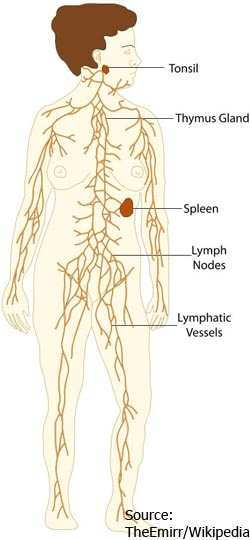 Tonsil
Thymus Gland
Spleen
Lymph
Nodes
Lymphatic
Vessels
Source:
TheEmirr/Wikipedia